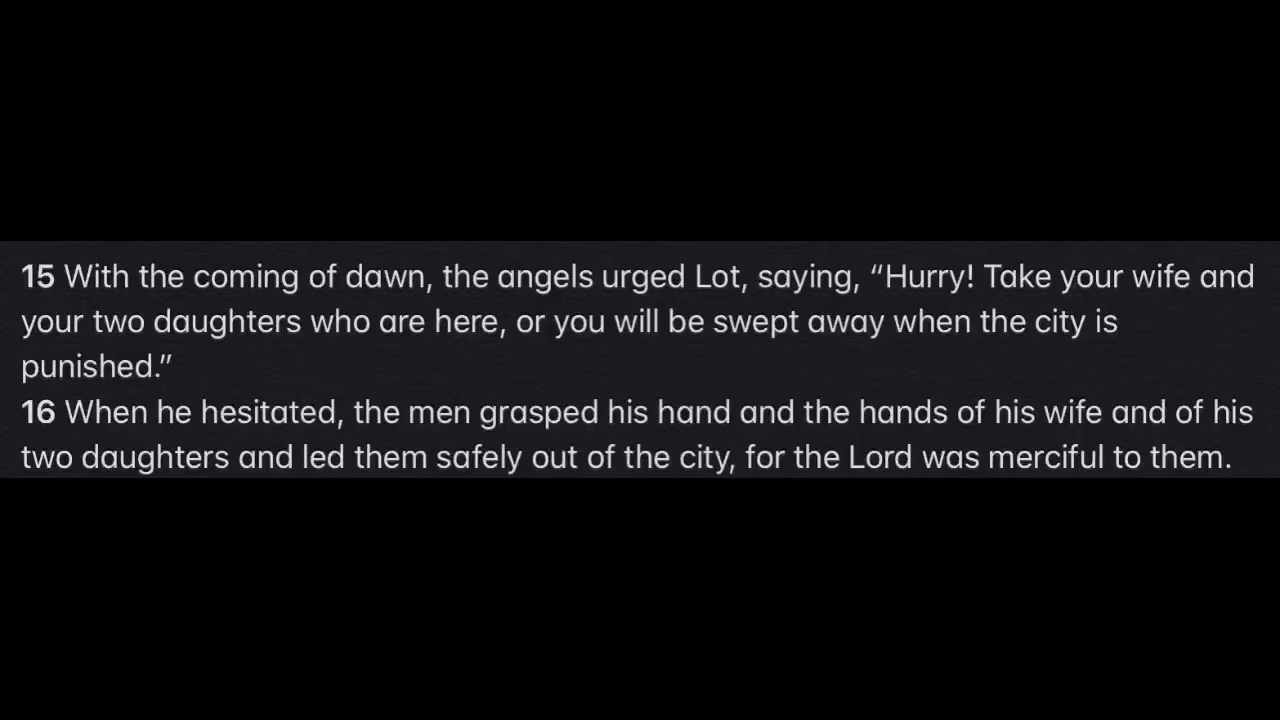 15 With the coming of dawn, the angels urged Lot, saying, “Hurry! Take your wife and
your two daughters who are here, or you will be swept away when the city is
punished.”
16 When he hesitated, the men grasped his hand and the hands of his wife and of his
two daughters and led them safely out of the city, for the Lord was merciful to them.